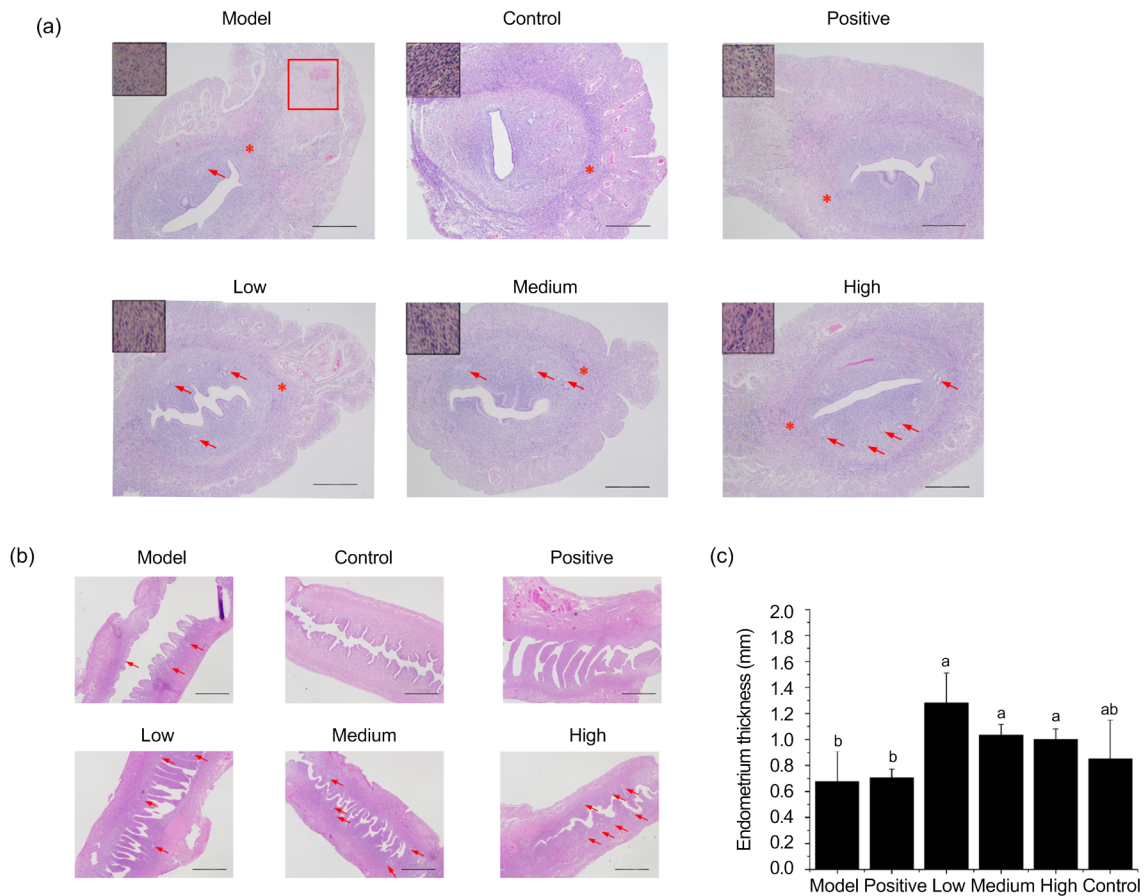 (a)
Model Control Positive
*
*
*
Low Medium High
*
*
*
(b)
Model Control Positive
Low Medium High
(c)
Endometrium thickness (mm)
2.0
1.8
1.6
1.4
1.2
1.0
0.8
0.6
0.4
0.2
0.0
b b a a a ab
Model Positive Low Medium High Control